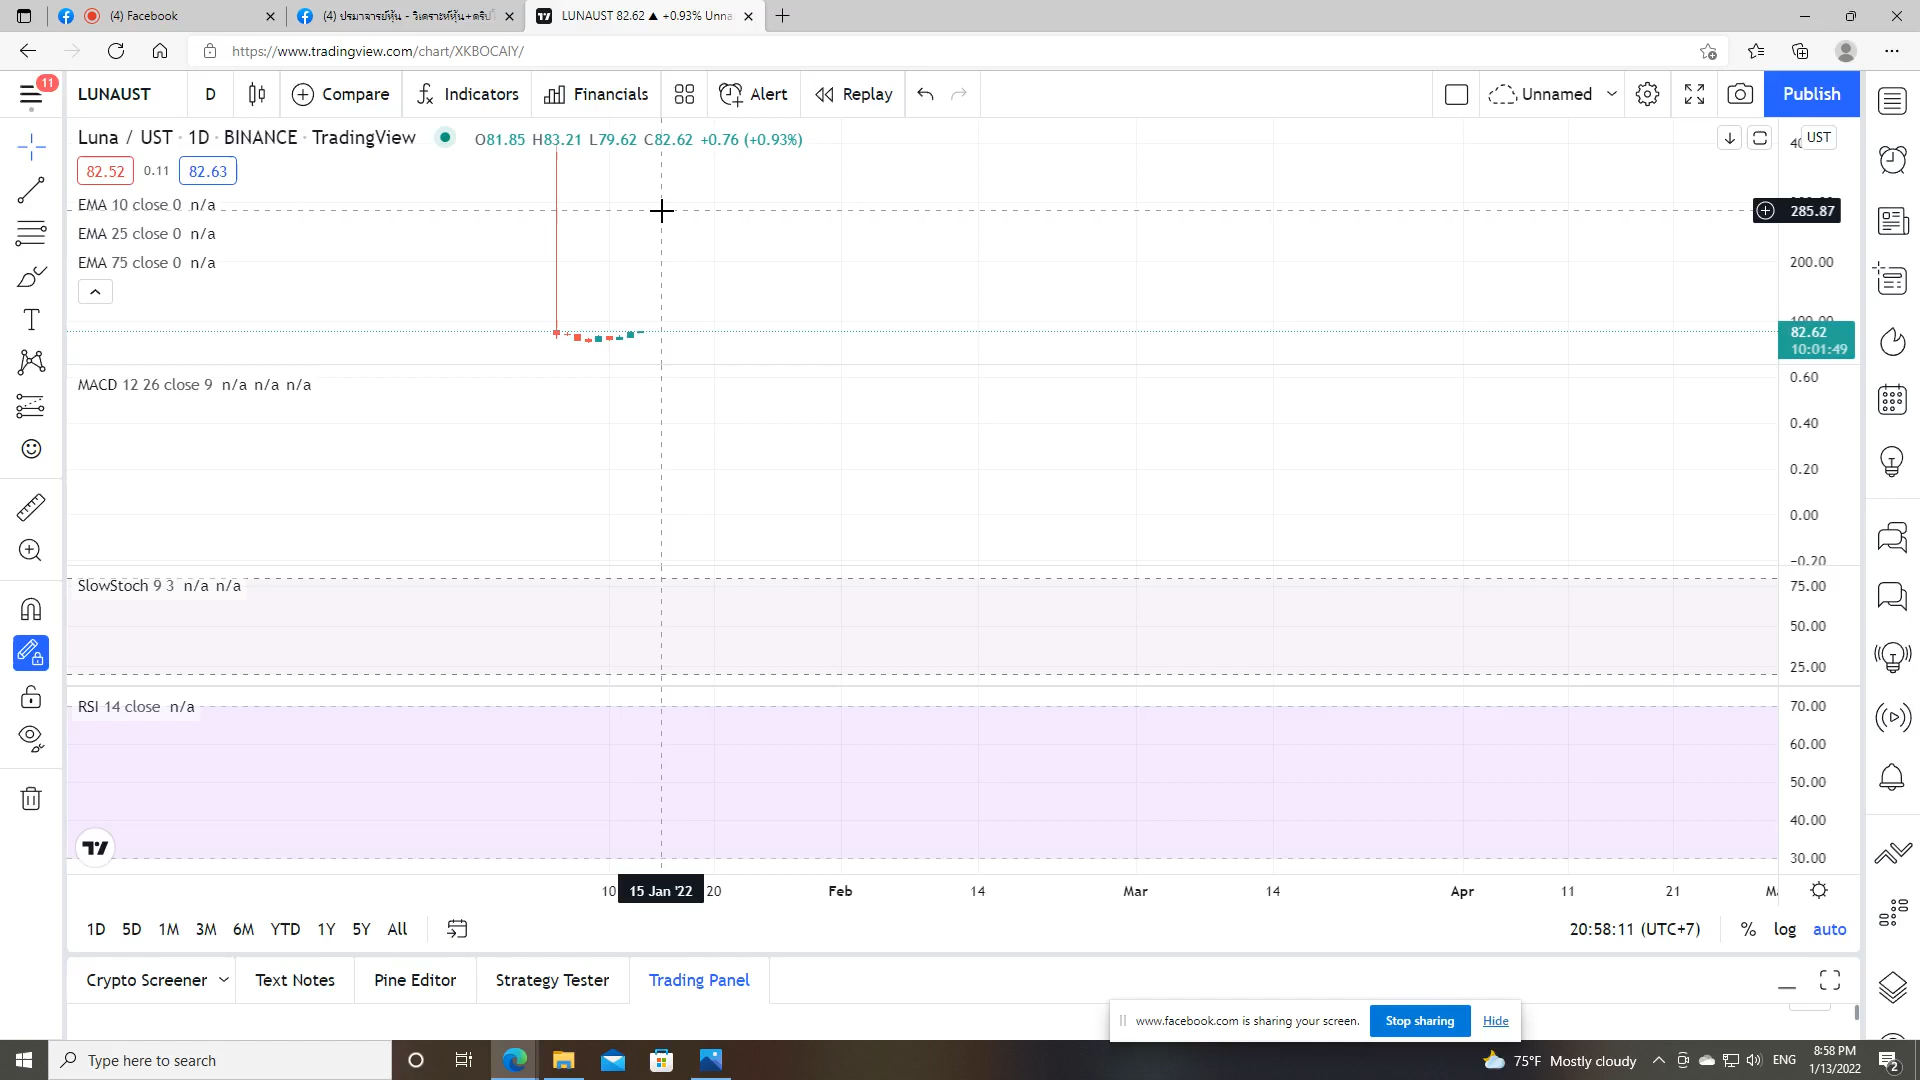 (4) Facebook
(4) ปรมาจารย์หุ้น - วิเคราะห์หุ้น+คริปโ
LUNAUST 82.62 ▲ +0.93% Unna
https://www.tradingview.com/chart/XKBOCAIY/
11
LUNAUST
D
Compare
Indicators
Financials
Alert
Replay
Unnamed
Publish
Luna / UST · 1D · BINANCE · TradingView
O81.85 H83.21 L79.62 C82.62 +0.76 (+0.93%)
UST
82.52
0.11
82.63
EMA 10 close 0 n/a
285.87
EMA 25 close 0 n/a
EMA 75 close 0 n/a
200.00
100.00
82.62
10:01:49
MACD 12 26 close 9 n/a n/a n/a
0.60
0.40
0.20
0.00
−0.20
SlowStoch 9 3 n/a n/a
75.00
50.00
25.00
RSI 14 close n/a
70.00
60.00
50.00
40.00
30.00
10
15 Jan '22
20
Feb
14
Mar
14
Apr
11
21
1D 5D 1M 3M 6M YTD 1Y 5Y All
20:58:11 (UTC+7)
% log auto
Crypto Screener
Text Notes
Pine Editor
Strategy Tester
Trading Panel
www.facebook.com is sharing your screen.
Stop sharing
Hide
Type here to search
75°F Mostly cloudy
ENG
8:58 PM
1/13/2022
2